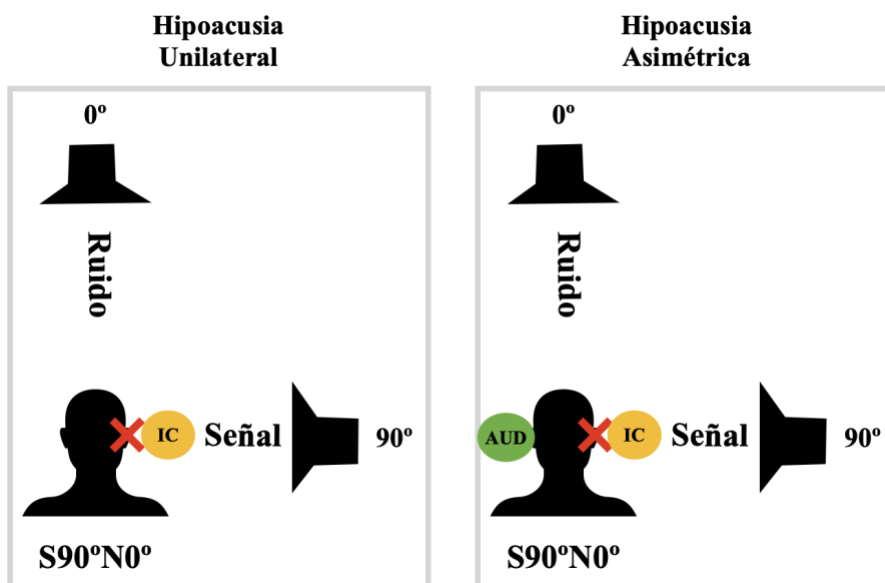 Hipoacusia
Unilateral
0º
Ruido
IC
Señal
90º
S90ºN0º
Hipoacusia
Asimétrica
0º
Ruido
AUD
IC
Señal
90º
S90ºN0º